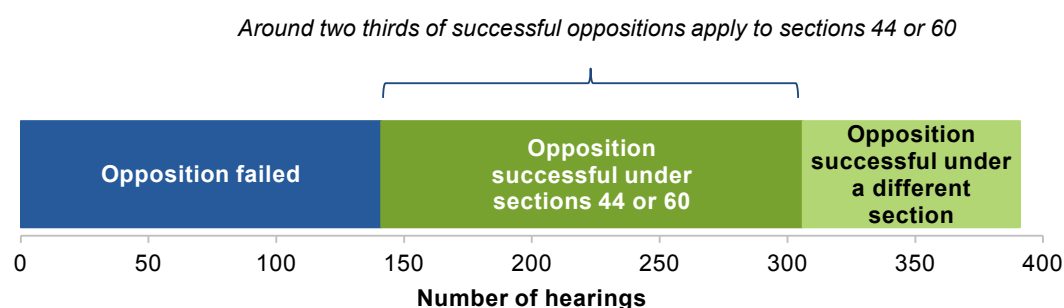 Around two thirds of successful oppositions apply to sections 44 or 60
Opposition failed
Opposition
successful under
sections 44 or 60
Opposition
successful under
a different
section
0 50 100 150 200 250 300 350 400
Number of hearings